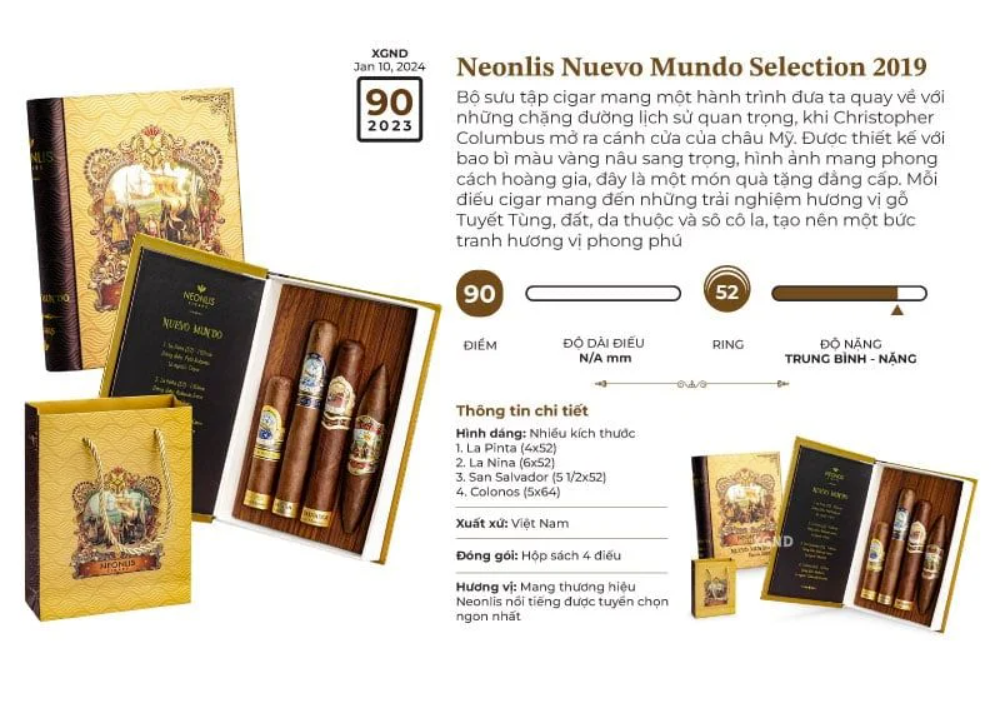 XGND
Jan 10, 2024
90
2023
Neonlis Nuevo Mundo Selection 2019
Bộ sưu tập cigar mang một hành trình đưa ta quay về với
những chặng đường lịch sử quan trọng, khi Christopher
Columbus mở ra cánh cửa của châu Mỹ. Được thiết kế với
bao bì màu vàng nâu sang trọng, hình ảnh mang phong
cách hoàng gia, đây là một món quà tặng đẳng cấp. Mỗi
điếu cigar mang đến những trải nghiệm hương vị gỗ
Tuyết Tùng, đất, da thuộc và sô cô la, tạo nên một bức
tranh hương vị phong phú
90
ĐIỂM
ĐỘ DÀI ĐIẾU
N/A mm
52
RING
ĐỘ NẶNG
TRUNG BÌNH - NẶNG
Thông tin chi tiết
Hình dáng: Nhiều kích thước
1. La Pinta (4x52)
2. La Nina (6x52)
3. San Salvador (5 1/2x52)
4. Colonos (5x64)
Xuất xứ: Việt Nam
Đóng gói: Hộp sách 4 điếu
Hương vị: Mang thương hiệu
Neonlis nổi tiếng được tuyển chọn
ngon nhất
NEONLIS
CIGARS
NUEVO MUNDO
NEONLIS
XGND